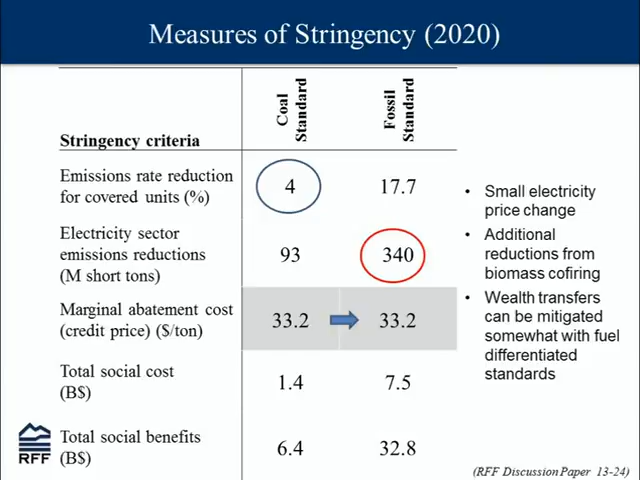 Measures of Stringency (2020)
Coal
Standard
Fossil
Standard
Stringency criteria
Emissions rate reduction
for covered units (%)
4
17.7
Electricity sector
emissions reductions
(M short tons)
93
340
Marginal abatement cost
(credit price) ($/ton)
33.2
33.2
Total social cost
(B$)
1.4
7.5
Total social benefits
(B$)
6.4
32.8
• Small electricity
price change
• Additional
reductions from
biomass cofiring
• Wealth transfers
can be mitigated
somewhat with fuel
differentiated
standards
RFF
(RFF Discussion Paper 13-24)